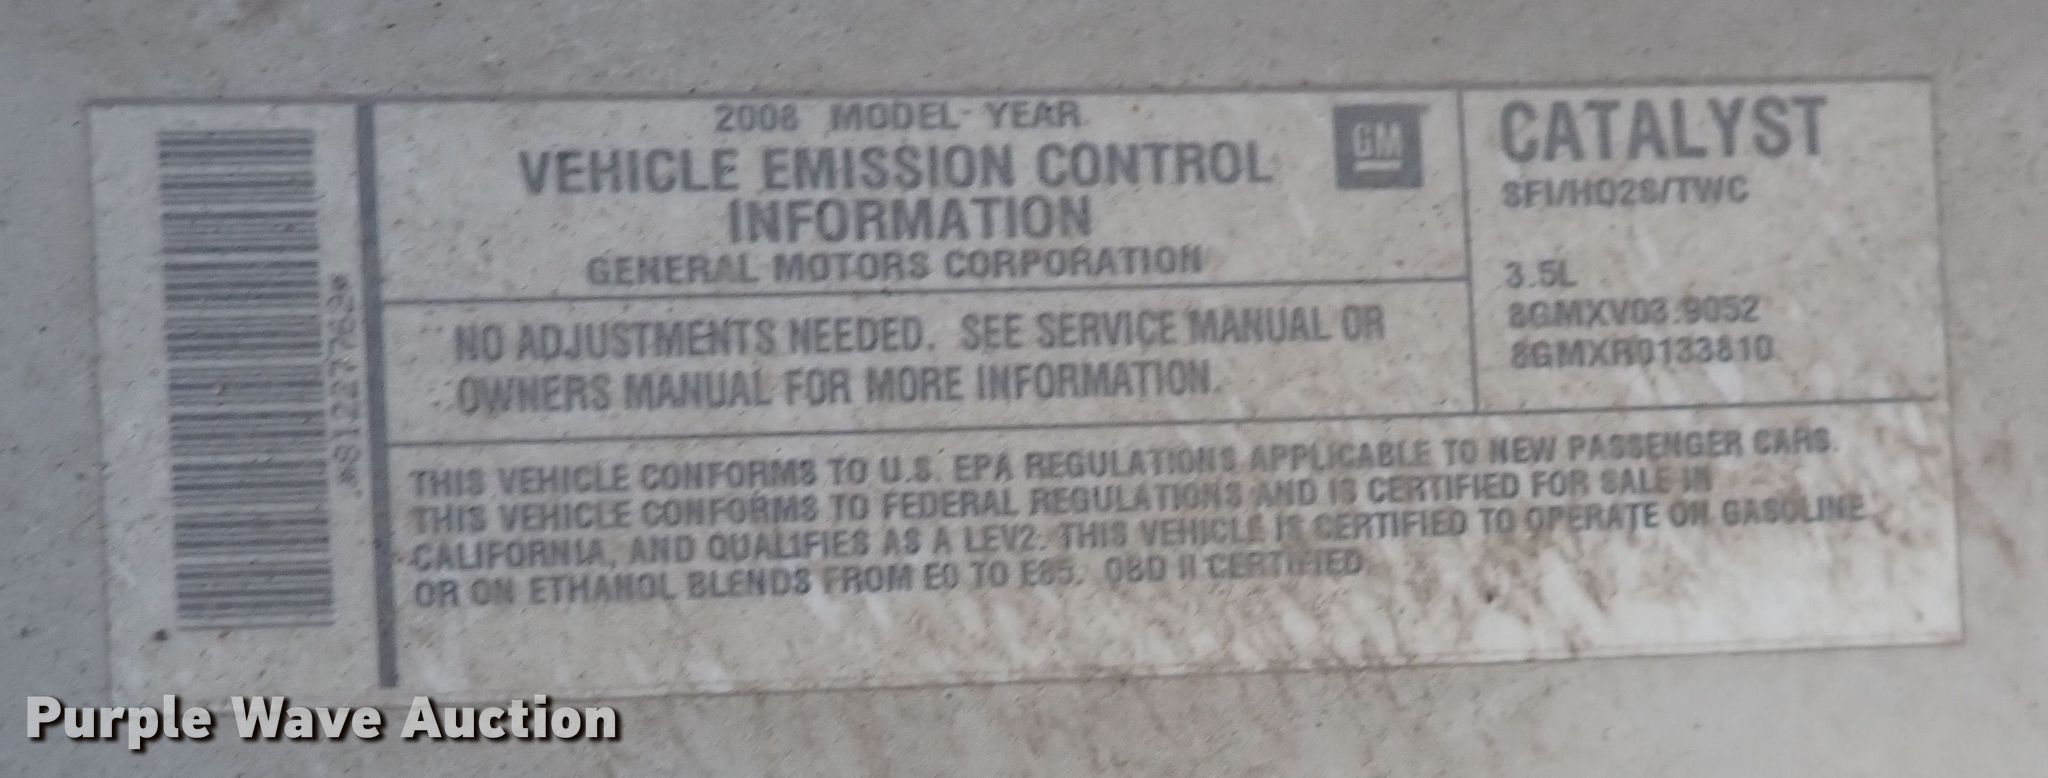 2008 MODEL-YEAR
VEHICLE EMISSION CONTROL
INFORMATION
GENERAL MOTORS CORPORATION
GM
NO ADJUSTMENTS NEEDED. SEE SERVICE MANUAL OR
OWNERS MANUAL FOR MORE INFORMATION.
CATALYST
SFI/HO2S/TWC
3.5L
8GMXV03.9052
8GMXR0133810
THIS VEHICLE CONFORMS TO U.S. EPA REGULATIONS APPLICABLE TO NEW PASSENGER CARS.
THIS VEHICLE CONFORMS TO FEDERAL REGULATIONS AND IS CERTIFIED FOR SALE IN
CALIFORNIA, AND QUALIFIES AS A LEV2. THIS VEHICLE IS CERTIFIED TO OPERATE ON GASOLINE
OR ON ETHANOL BLENDS FROM E0 TO E85. OBD II CERTIFIED
Purple Wave Auction